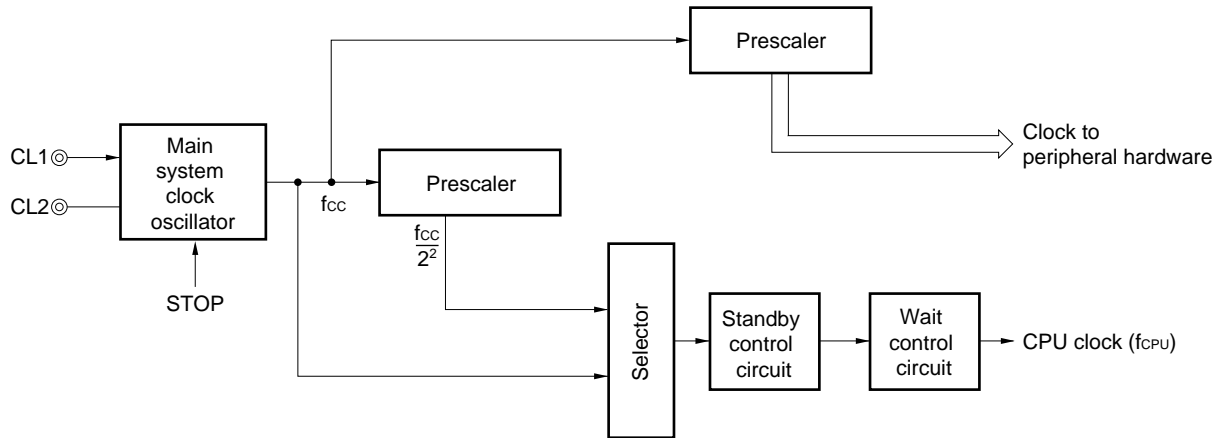 Prescaler
Clock to
peripheral hardware
CL1
CL2
Main
system
clock
oscillator
fCC
Prescaler
fCC
2²
STOP
Selector
Standby
control
circuit
Wait
control
circuit
CPU clock (fCPU)